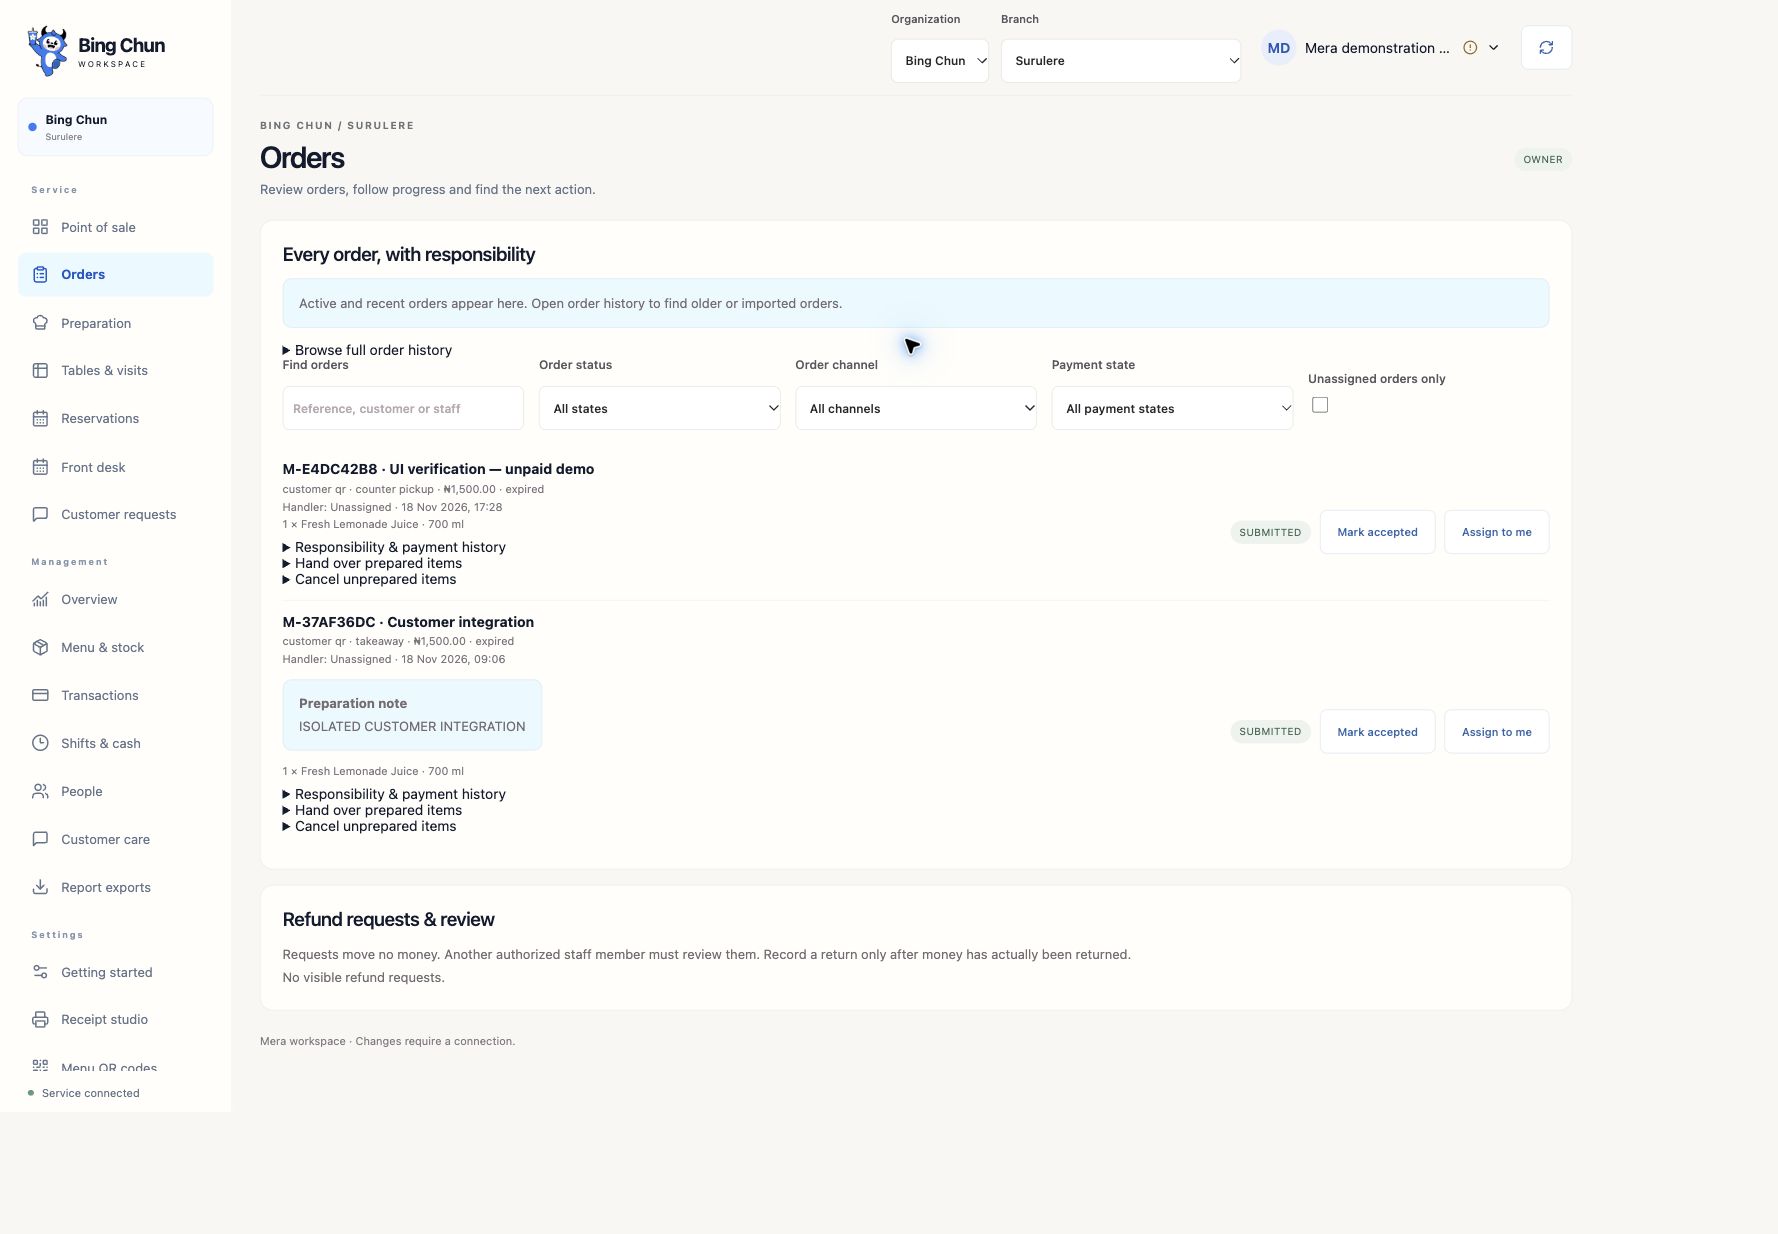 Bing Chun
WORKSPACE
Bing Chun
Surulere
Service
Point of sale
Orders
Preparation
Tables & visits
Reservations
Front desk
Customer requests
Management
Overview
Menu & stock
Transactions
Shifts & cash
People
Customer care
Report exports
Settings
Getting started
Receipt studio
Menu QR codes
Service connected
Organization
Bing Chun
Branch
Surulere
MD
Mera demonstration ...
BING CHUN / SURULERE
Orders
Review orders, follow progress and find the next action.
OWNER
Every order, with responsibility
Active and recent orders appear here. Open order history to find older or imported orders.
Browse full order history
Find orders
Reference, customer or staff
Order status
All states
Order channel
All channels
Payment state
All payment states
Unassigned orders only
M-E4DC42B8 · UI verification — unpaid demo
customer qr · counter pickup · ₦1,500.00 · expired
Handler: Unassigned · 18 Nov 2026, 17:28
1 × Fresh Lemonade Juice · 700 ml
Responsibility & payment history
Hand over prepared items
Cancel unprepared items
SUBMITTED
Mark accepted
Assign to me
M-37AF36DC · Customer integration
customer qr · takeaway · ₦1,500.00 · expired
Handler: Unassigned · 18 Nov 2026, 09:06
Preparation note
ISOLATED CUSTOMER INTEGRATION
1 × Fresh Lemonade Juice · 700 ml
Responsibility & payment history
Hand over prepared items
Cancel unprepared items
SUBMITTED
Mark accepted
Assign to me
Refund requests & review
Requests move no money. Another authorized staff member must review them. Record a return only after money has actually been returned.
No visible refund requests.
Mera workspace · Changes require a connection.